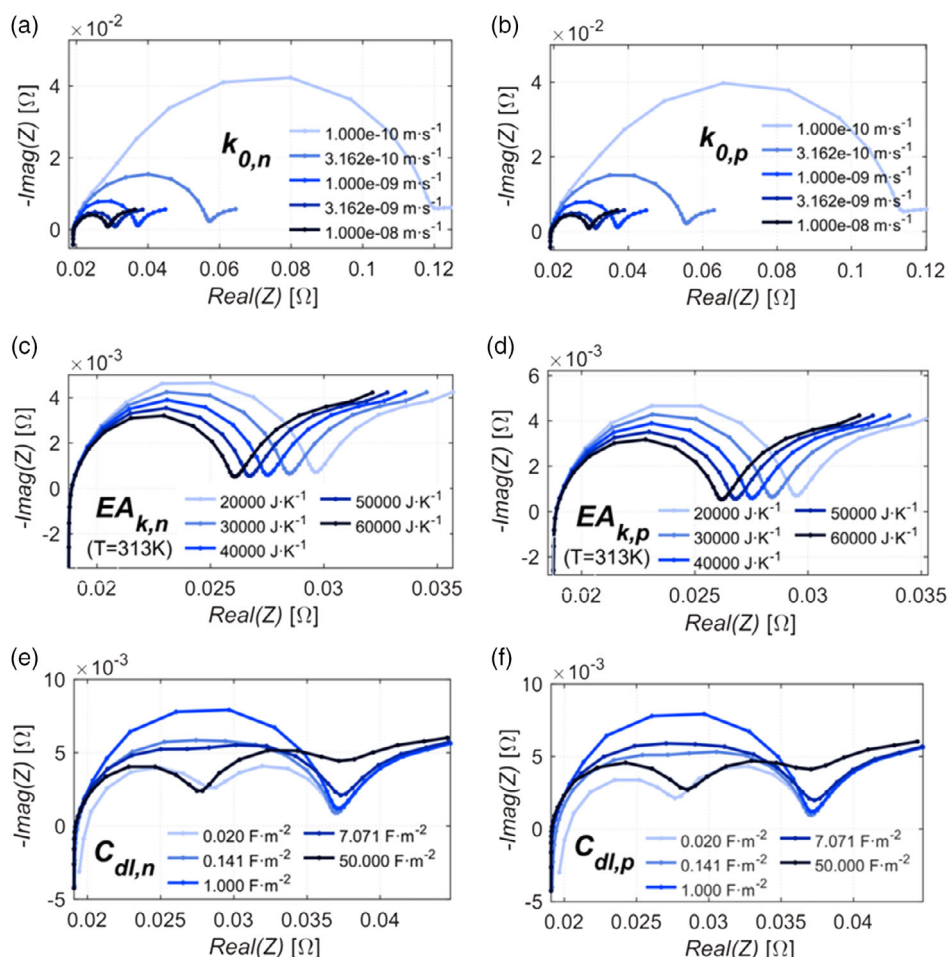 (a)
× 10⁻²
-Imag(Z) [Ω]
4
2
0
k0,n
1.000e-10 m·s⁻¹
3.162e-10 m·s⁻¹
1.000e-09 m·s⁻¹
3.162e-09 m·s⁻¹
1.000e-08 m·s⁻¹
0.02 0.04 0.06 0.08 0.1 0.12
Real(Z) [Ω]
(b)
× 10⁻²
-Imag(Z) [Ω]
4
2
0
k0,p
1.000e-10 m·s⁻¹
3.162e-10 m·s⁻¹
1.000e-09 m·s⁻¹
3.162e-09 m·s⁻¹
1.000e-08 m·s⁻¹
0.02 0.04 0.06 0.08 0.1 0.12
Real(Z) [Ω]
(c)
× 10⁻³
-Imag(Z) [Ω]
4
2
0
-2
EAk,n
(T=313K)
20000 J·K⁻¹ 50000 J·K⁻¹
30000 J·K⁻¹ 60000 J·K⁻¹
40000 J·K⁻¹
0.02 0.025 0.03 0.035
Real(Z) [Ω]
(d)
× 10⁻³
-Imag(Z) [Ω]
6
4
2
0
-2
EAk,p
(T=313K)
20000 J·K⁻¹ 50000 J·K⁻¹
30000 J·K⁻¹ 60000 J·K⁻¹
40000 J·K⁻¹
0.02 0.025 0.03 0.035
Real(Z) [Ω]
(e)
× 10⁻³
-Imag(Z) [Ω]
10
5
0
-5
Cdl,n
0.020 F·m⁻² 7.071 F·m⁻²
0.141 F·m⁻² 50.000 F·m⁻²
1.000 F·m⁻²
0.02 0.025 0.03 0.035 0.04
Real(Z) [Ω]
(f)
× 10⁻³
-Imag(Z) [Ω]
10
5
0
-5
Cdl,p
0.020 F·m⁻² 7.071 F·m⁻²
0.141 F·m⁻² 50.000 F·m⁻²
1.000 F·m⁻²
0.02 0.025 0.03 0.035 0.04
Real(Z) [Ω]